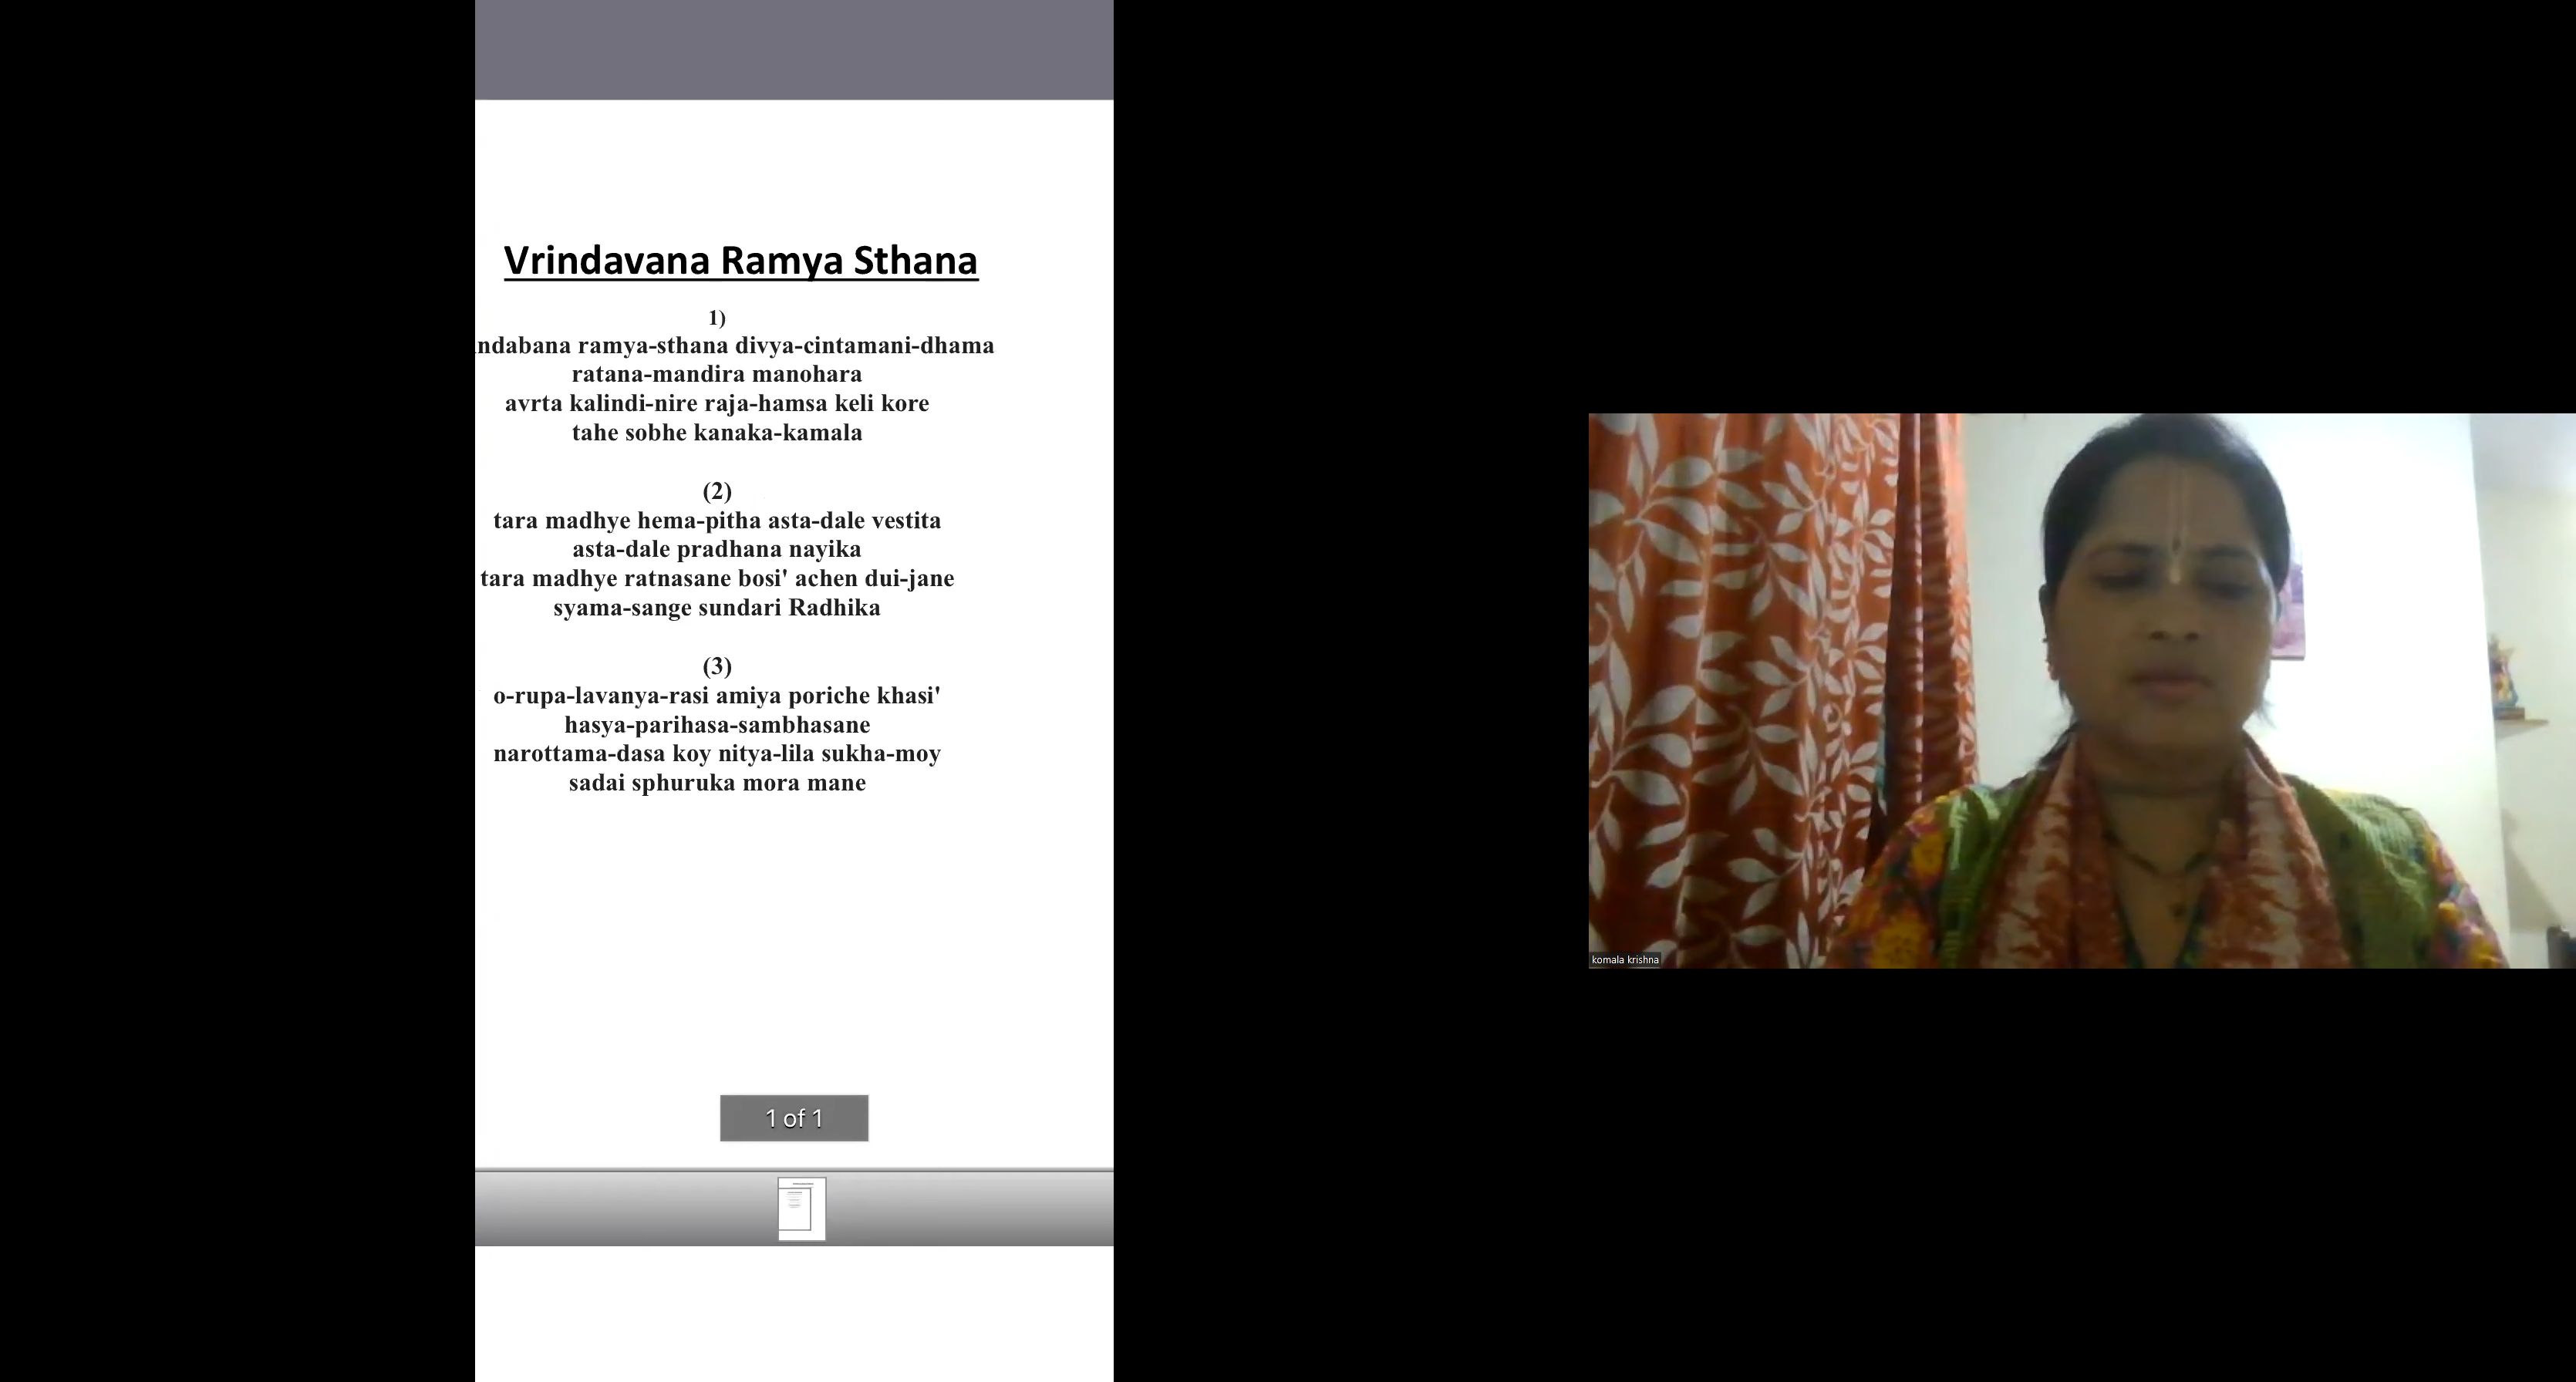 Vrindavana Ramya Sthana
1)
ndabana ramya-sthana divya-cintamani-dhama
ratana-mandira manohara
avrta kalindi-nire raja-hamsa keli kore
tahe sobhe kanaka-kamala
(2)
tara madhye hema-pitha asta-dale vestita
asta-dale pradhana nayika
tara madhye ratnasane bosi' achen dui-jane
syama-sange sundari Radhika
(3)
o-rupa-lavanya-rasi amiya poriche khasi'
hasya-parihasa-sambhasane
narottama-dasa koy nitya-lila sukha-moy
sadai sphuruka mora mane
1 of 1
komala krishna